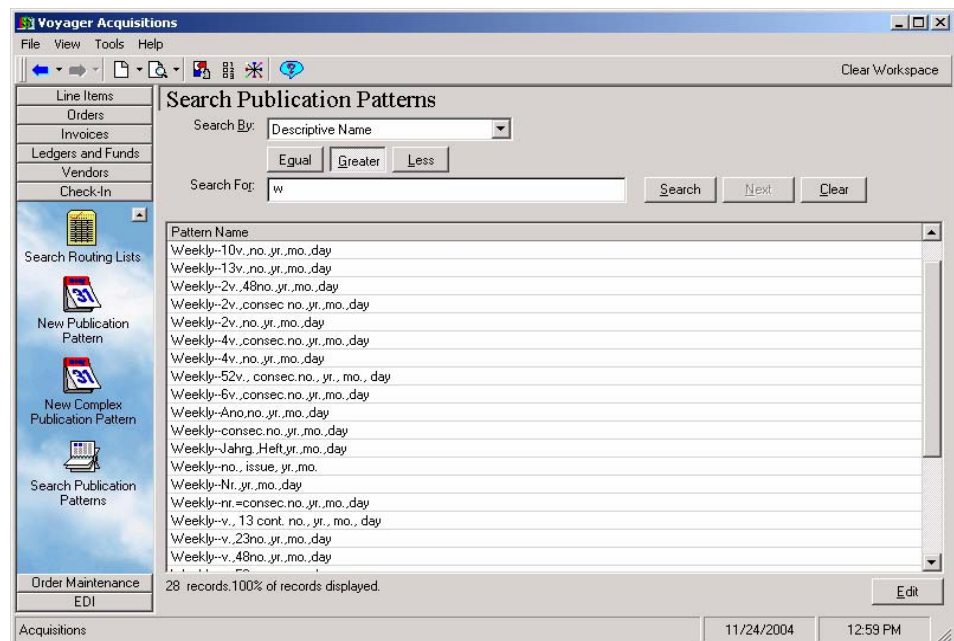 Voyager Acquisitions
File View Tools Help
Clear Workspace
Line Items
Orders
Invoices
Ledgers and Funds
Vendors
Check-In
Search Routing Lists
New Publication
Pattern
New Complex
Publication Pattern
Search Publication
Patterns
Order Maintenance
EDI
Search Publication Patterns
Search By: Descriptive Name
Equal Greater Less
Search For: w
Search Next Clear
Pattern Name
Weekly--10v.,no.,yr.,mo.,day
Weekly--13v.,no.,yr.,mo.,day
Weekly--2v.,48no.,yr.,mo.,day
Weekly--2v.,consec no.,yr.,mo.,day
Weekly--2v.,no.,yr.,mo.,day
Weekly--4v.,consec no.,yr.,mo.,day
Weekly--4v.,no.,yr.,mo.,day
Weekly--52v., consec.no., yr., mo., day
Weekly--6v.,consec.no.,yr.,mo.,day
Weekly--Ano,no.,yr.,mo.,day
Weekly--consec.no.,yr.,mo.,day
Weekly--Jahrg.,Heft,yr.,mo.,day
Weekly--no., issue, yr.,mo.
Weekly--Nr.,yr.,mo.,day
Weekly--nr.=consec.no.,yr.,mo.,day
Weekly--v., 13 cont. no., yr., mo., day
Weekly--v.,23no.,yr.,mo.,day
Weekly--v.,48no.,yr.,mo.,day
28 records.100% of records displayed.
Edit
Acquisitions 11/24/2004 12:59 PM